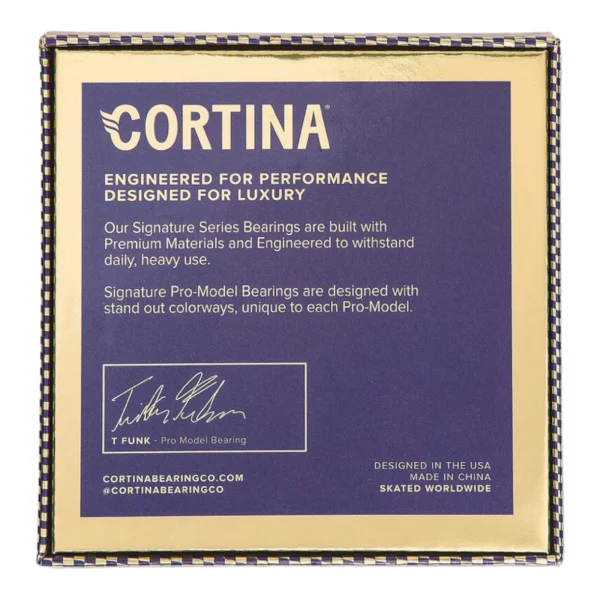 CORTINA®
ENGINEERED FOR PERFORMANCE
DESIGNED FOR LUXURY
Our Signature Series Bearings are built with
Premium Materials and Engineered to withstand
daily, heavy use.
Signature Pro-Model Bearings are designed with
stand out colorways, unique to each Pro-Model.
T FUNK - Pro Model Bearing
CORTINABEARINGCO.COM
@CORTINABEARINGCO
DESIGNED IN THE USA
MADE IN CHINA
SKATED WORLDWIDE